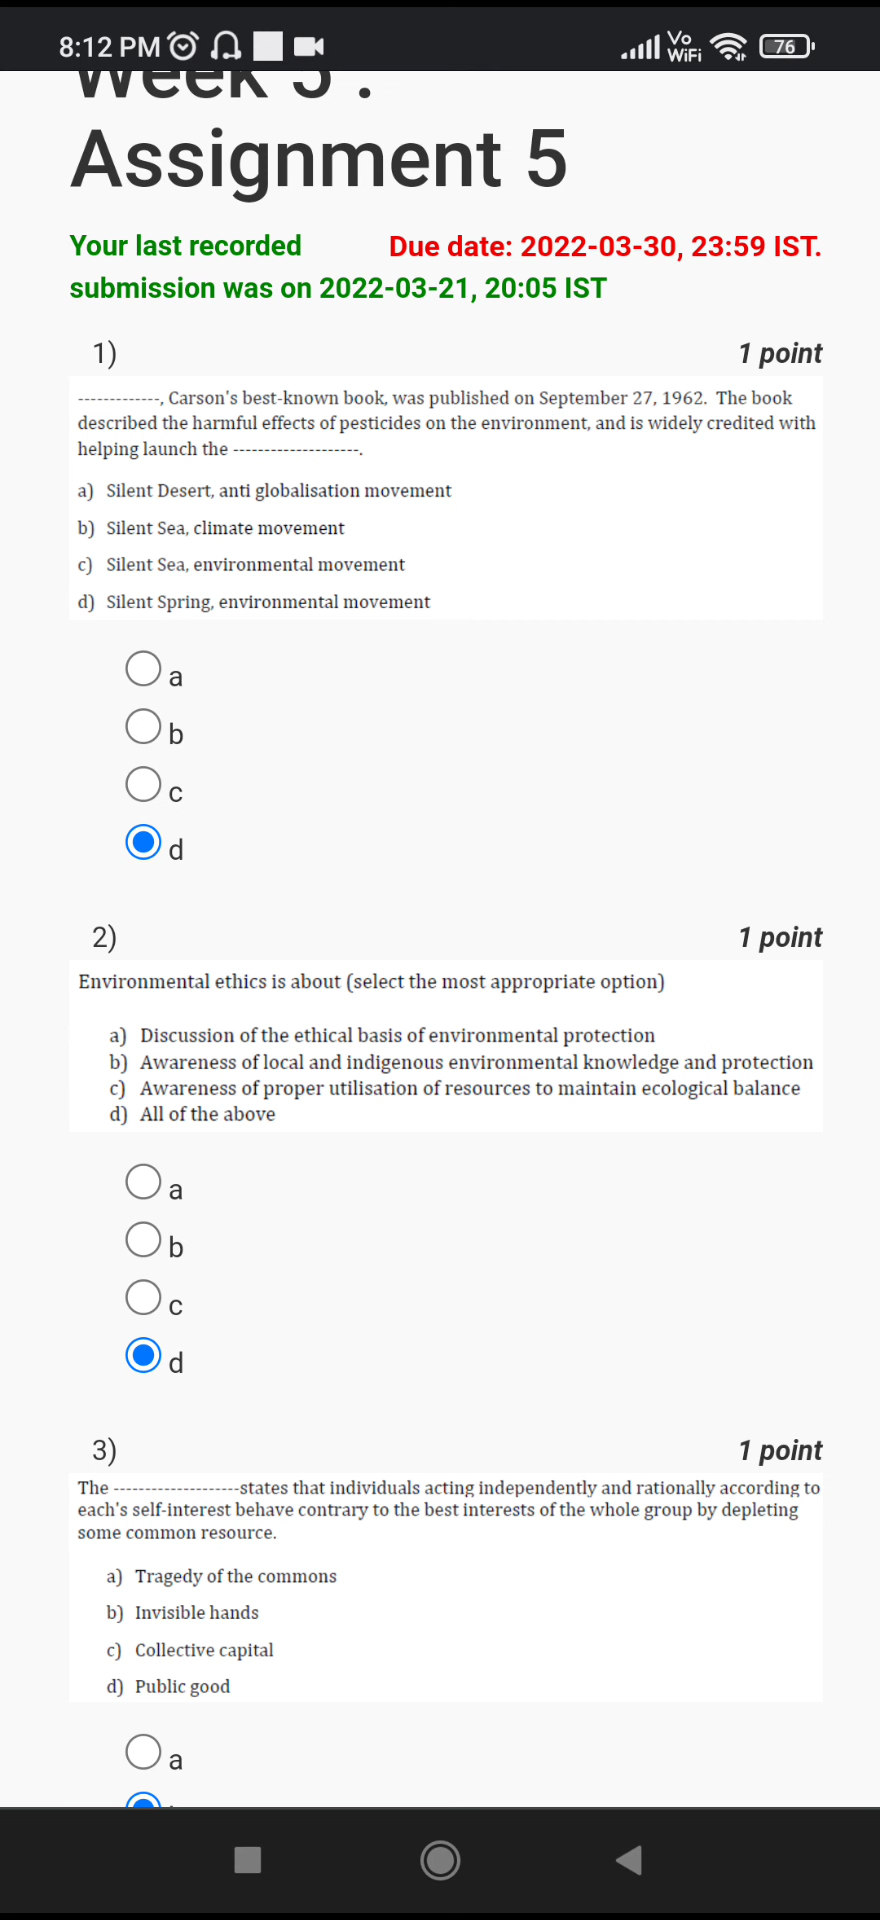 8:12 PM
Vo
WiFi
76
Week 5 :
Assignment 5
Your last recorded
Due date: 2022-03-30, 23:59 IST.
submission was on 2022-03-21, 20:05 IST
1)
1 point
-------------, Carson's best-known book, was published on September 27, 1962. The book
described the harmful effects of pesticides on the environment, and is widely credited with
helping launch the --------------------.
a) Silent Desert, anti globalisation movement
b) Silent Sea, climate movement
c) Silent Sea, environmental movement
d) Silent Spring, environmental movement
a
b
c
d
2)
1 point
Environmental ethics is about (select the most appropriate option)
a) Discussion of the ethical basis of environmental protection
b) Awareness of local and indigenous environmental knowledge and protection
c) Awareness of proper utilisation of resources to maintain ecological balance
d) All of the above
a
b
c
d
3)
1 point
The --------------------states that individuals acting independently and rationally according to
each's self-interest behave contrary to the best interests of the whole group by depleting
some common resource.
a) Tragedy of the commons
b) Invisible hands
c) Collective capital
d) Public good
a